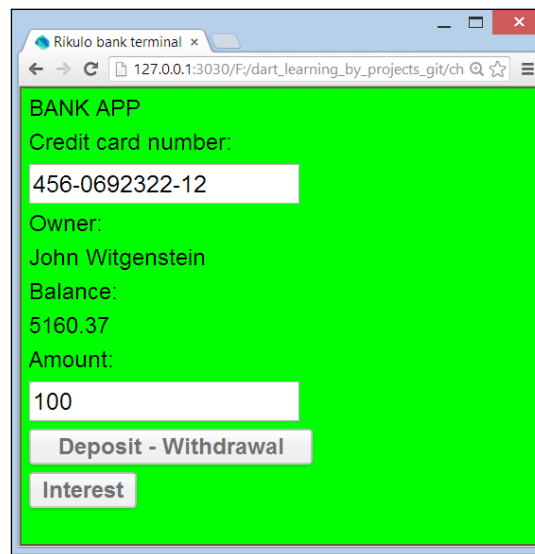 Rikulo bank terminal
127.0.0.1:3030/F:/dart_learning_by_projects_git/ch
BANK APP
Credit card number:
456-0692322-12
Owner:
John Witgenstein
Balance:
5160.37
Amount:
100
Deposit - Withdrawal
Interest